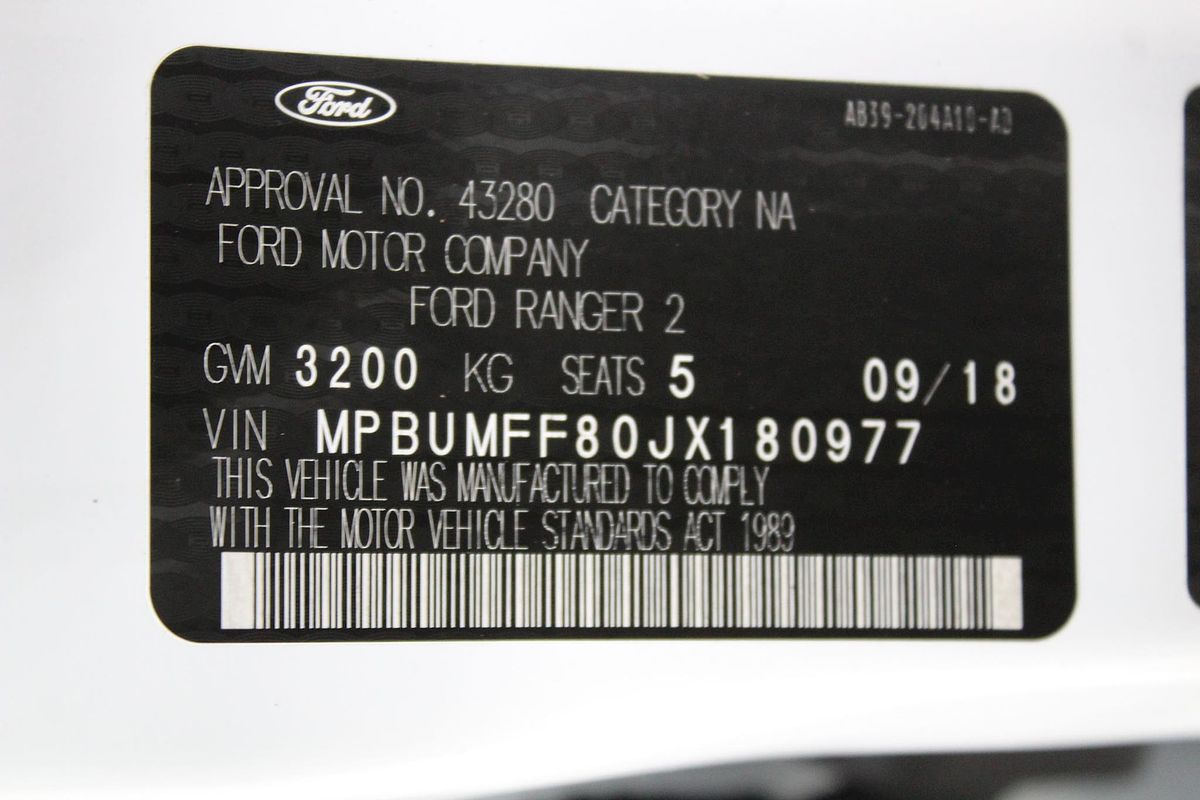 Ford
AB39-204A10-AD
APPROVAL NO. 43280 CATEGORY NA
FORD MOTOR COMPANY
FORD RANGER 2
GVM 3200 KG SEATS 5 09/18
VIN MPBUMFF80JX180977
THIS VEHICLE WAS MANUFACTURED TO COMPLY
WITH THE MOTOR VEHICLE STANDARDS ACT 1989